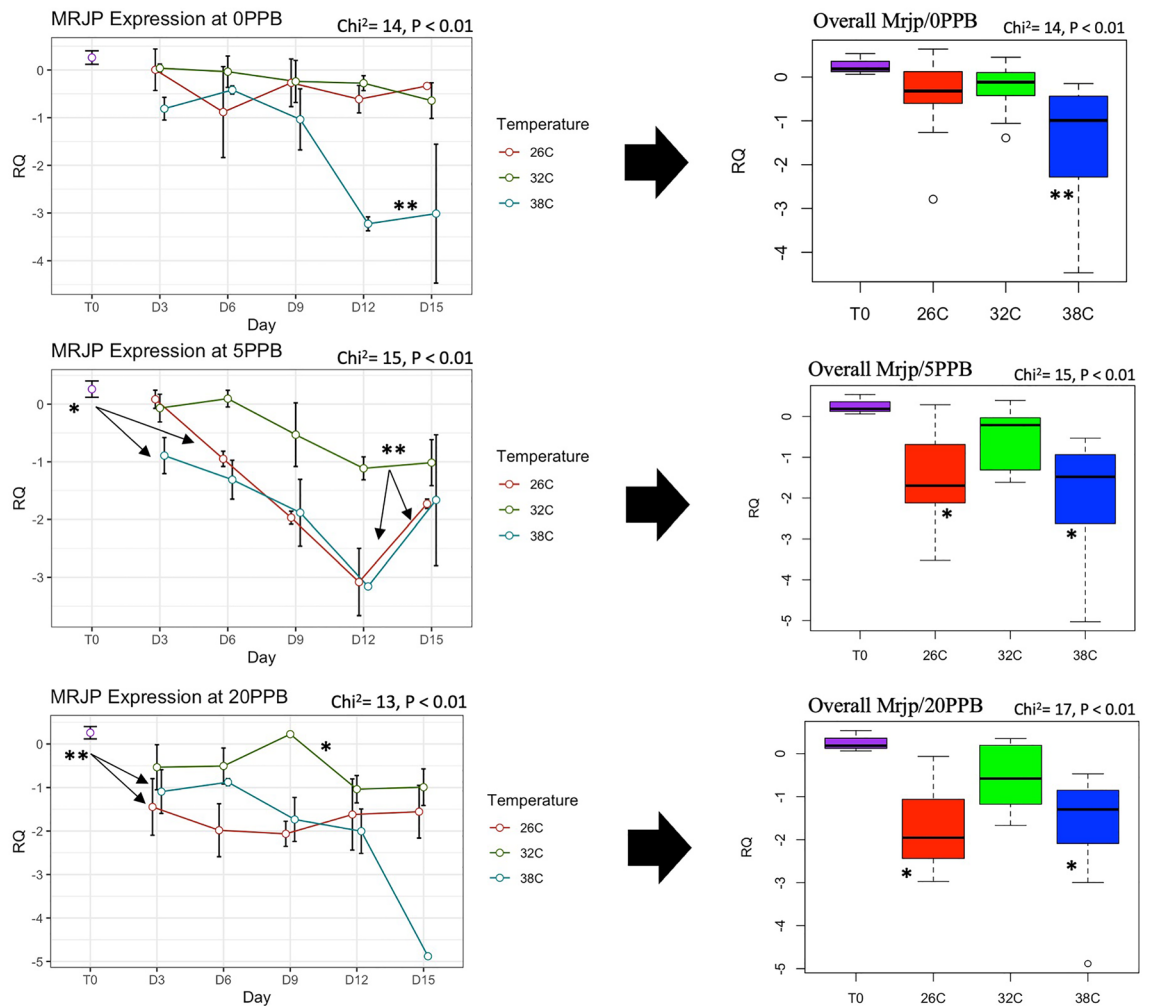 MRJP Expression at 0PPB
Chi²= 14, P < 0.01
0
-1
-2
-3
-4
RQ
**
T0 D3 D6 D9 D12 D15
Day
Temperature
26C
32C
38C
Overall Mrjp/0PPB
Chi²= 14, P < 0.01
0
-1
-2
-3
-4
RQ
**
T0 26C 32C 38C
MRJP Expression at 5PPB
Chi²= 15, P < 0.01
0
-1
-2
-3
RQ
*
**
T0 D3 D6 D9 D12 D15
Day
Temperature
26C
32C
38C
Overall Mrjp/5PPB
Chi²= 15, P < 0.01
0
-1
-2
-3
-4
-5
RQ
*
*
T0 26C 32C 38C
MRJP Expression at 20PPB
Chi²= 13, P < 0.01
0
-1
-2
-3
-4
-5
RQ
**
*
T0 D3 D6 D9 D12 D15
Day
Temperature
26C
32C
38C
Overall Mrjp/20PPB
Chi²= 17, P < 0.01
0
-1
-2
-3
-4
-5
RQ
*
*
T0 26C 32C 38C